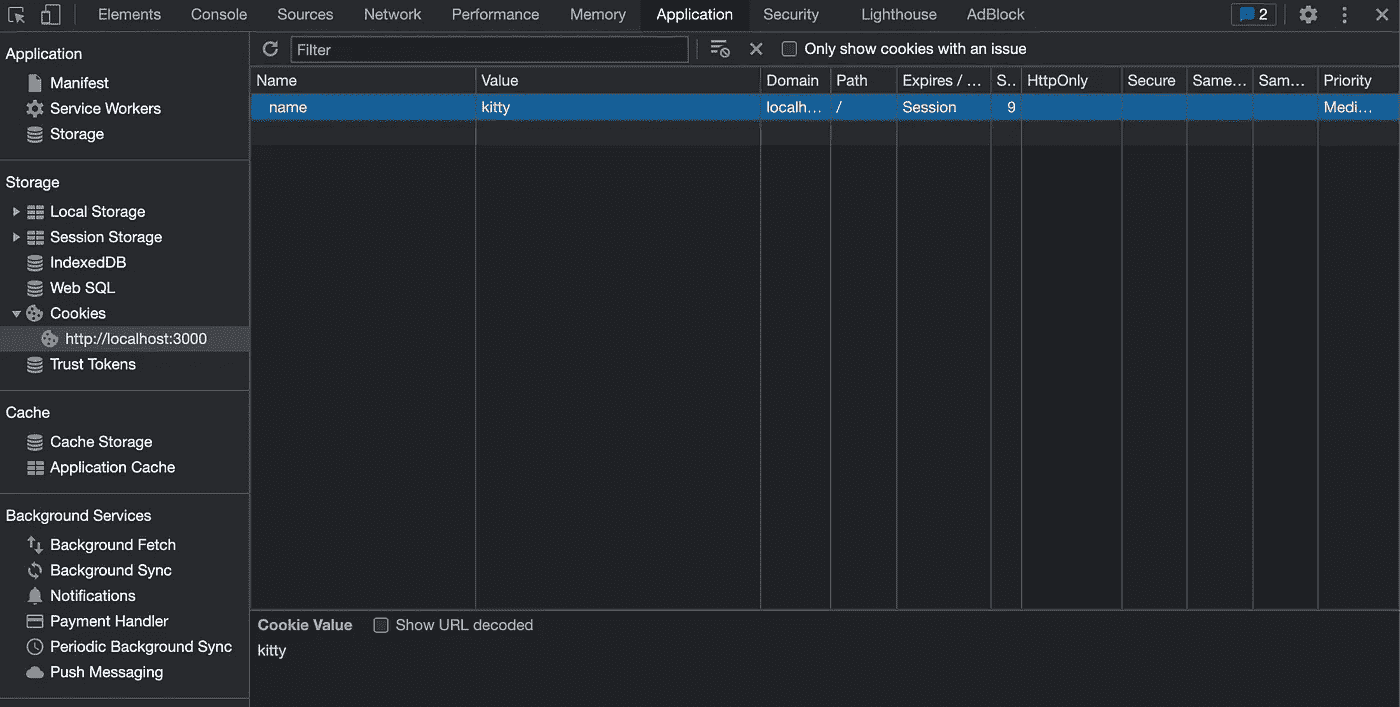 Elements Console Sources Network Performance Memory Application Security Lighthouse AdBlock 2
Application
Manifest
Service Workers
Storage
Storage
Local Storage
Session Storage
IndexedDB
Web SQL
Cookies
http://localhost:3000
Trust Tokens
Cache
Cache Storage
Application Cache
Background Services
Background Fetch
Background Sync
Notifications
Payment Handler
Periodic Background Sync
Push Messaging
Filter Only show cookies with an issue
Name Value Domain Path Expires / ... S.. HttpOnly Secure Same... Sam... Priority
name kitty localh... / Session 9 Medi...
Cookie Value Show URL decoded
kitty